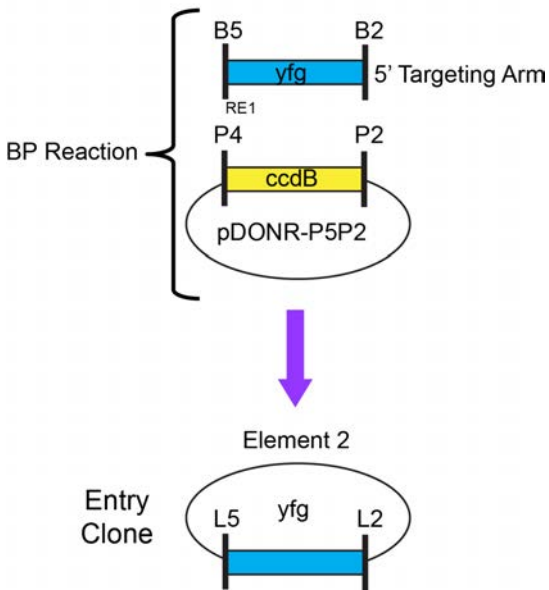 B5 B2
yfg
5' Targeting Arm
RE1
BP Reaction
P4 P2
ccdB
pDONR-P5P2
Element 2
Entry
Clone
yfg
L5 L2